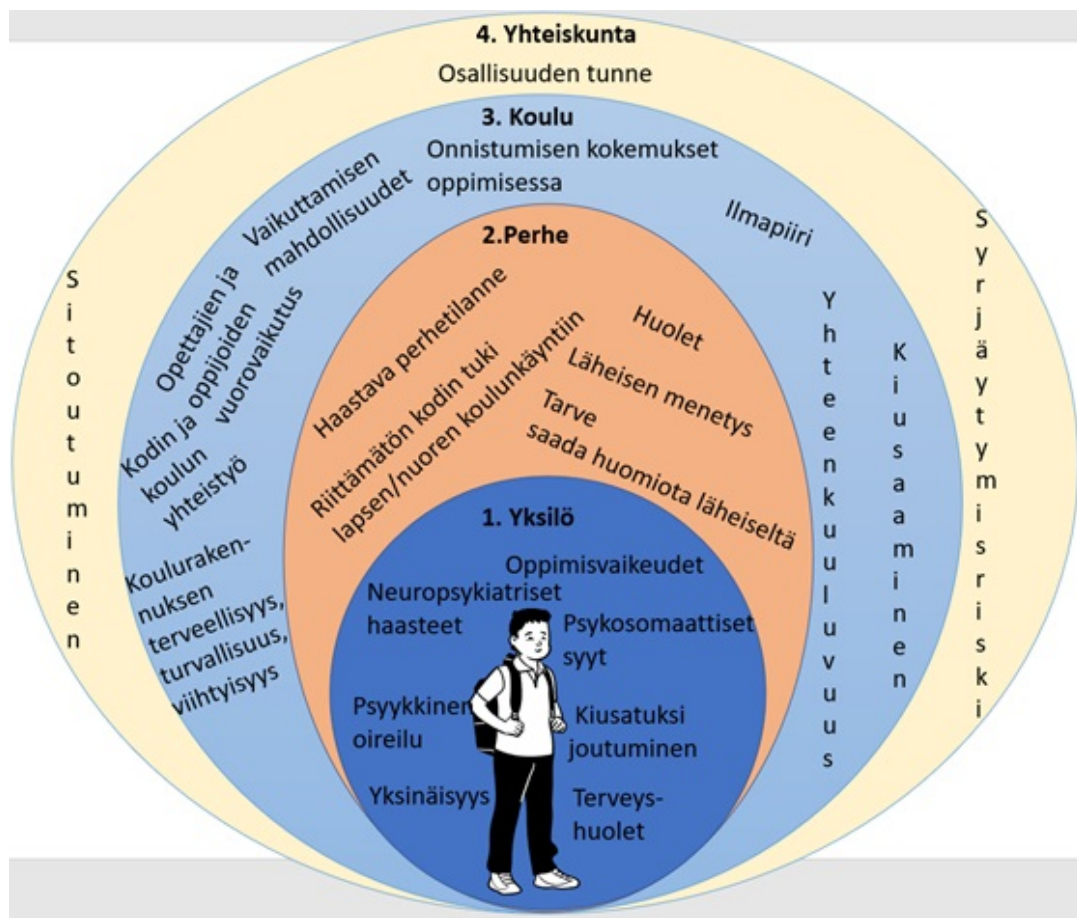 4. Yhteiskunta
Osallisuuden tunne
Sitoutuminen
Syrjäytymisriski
3. Koulu
Onnistumisen kokemukset
oppimisessa
Vaikuttamisen
mahdollisuudet
Ilmapiiri
Opettajien ja
oppijoiden
vuorovaikutus
Kodin ja
koulun
yhteistyö
Kouluraken-
nuksen
terveellisyys,
turvallisuus,
viihtyisyys
Yhteenkuuluvuus
Kiusaaminen
2.Perhe
Haastava perhetilanne
Riittämätön kodin tuki
lapsen/nuoren koulunkäyntiin
Huolet
Läheisen menetys
Tarve
saada huomiota läheiseltä
1. Yksilö
Oppimisvaikeudet
Neuropsykiatriset
haasteet
Psykosomaattiset
syyt
Psyykkinen
oireilu
Kiusatuksi
joutuminen
Yksinäisyys
Terveys-
huolet